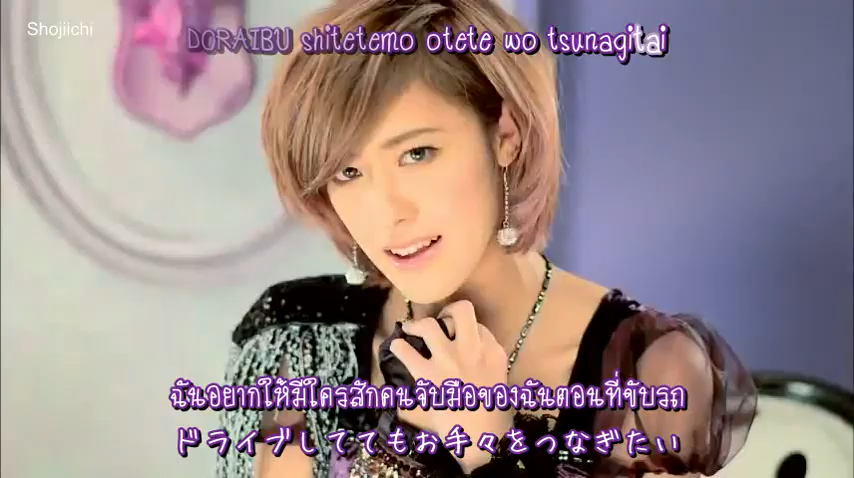 Shojiichi
DORAIBU shitetemo otete wo tsunagitai
ฉันอยากให้มีใครสักคนจับมือของฉันตอนที่ขับรถ
ドライブしててもお手々をつなぎたい